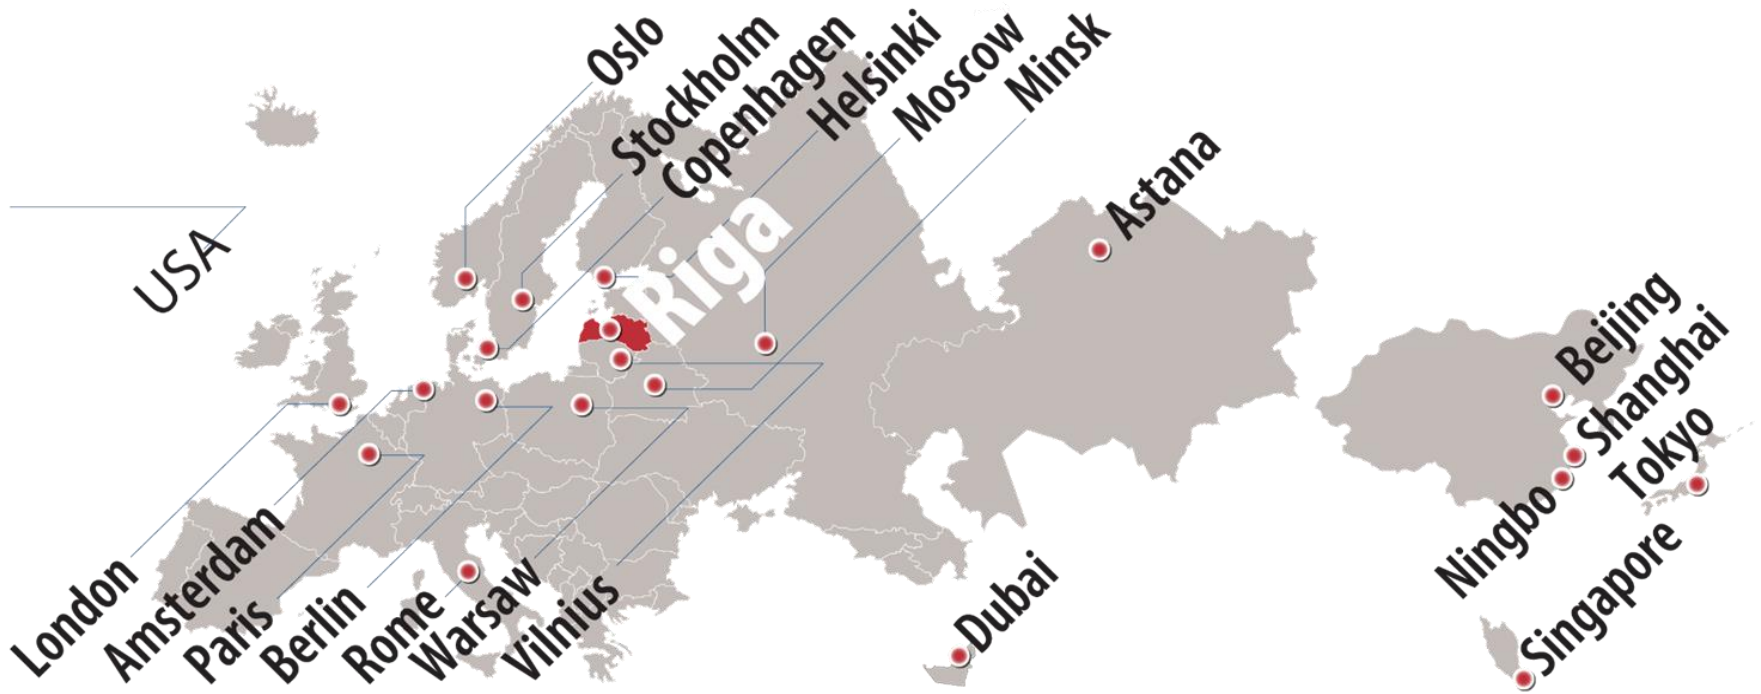 Oslo
Stockholm
Copenhagen
Helsinki
Moscow
Minsk
Astana
USA
Riga
Beijing
Shanghai
Tokyo
Ningbo
Singapore
London
Amsterdam
Paris
Berlin
Rome
Warsaw
Vilnius
Dubai